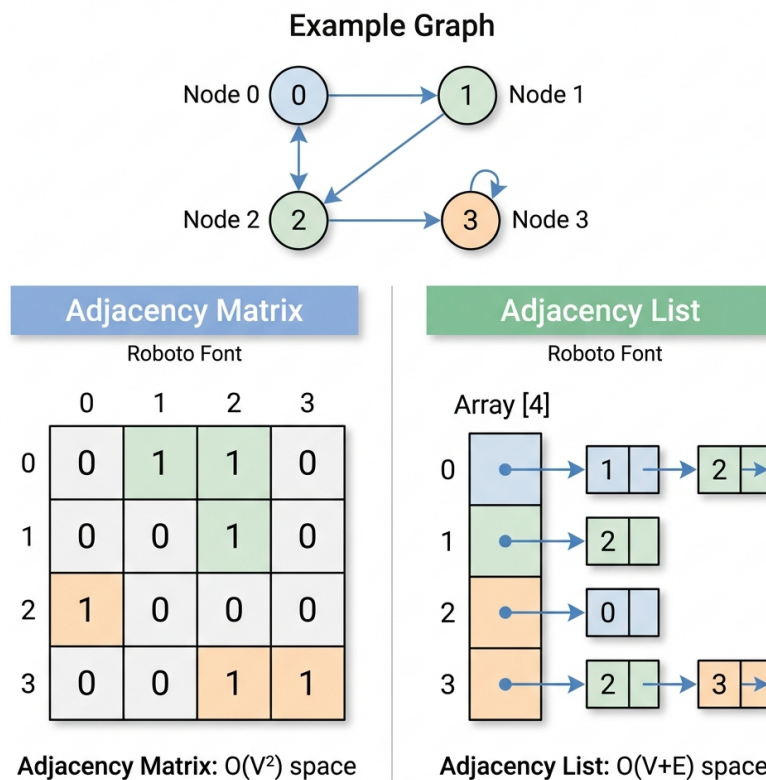 Example Graph
Node 0 0 1 Node 1
Node 2 2 3 Node 3
Adjacency Matrix
Roboto Font
0 1 2 3
0 0 1 1 0
1 0 0 1 0
2 1 0 0 0
3 0 0 1 1
Adjacency Matrix: O(V²) space
Adjacency List
Roboto Font
Array [4]
0 1 2
1 2
2 0
3 2 3
Adjacency List: O(V+E) space